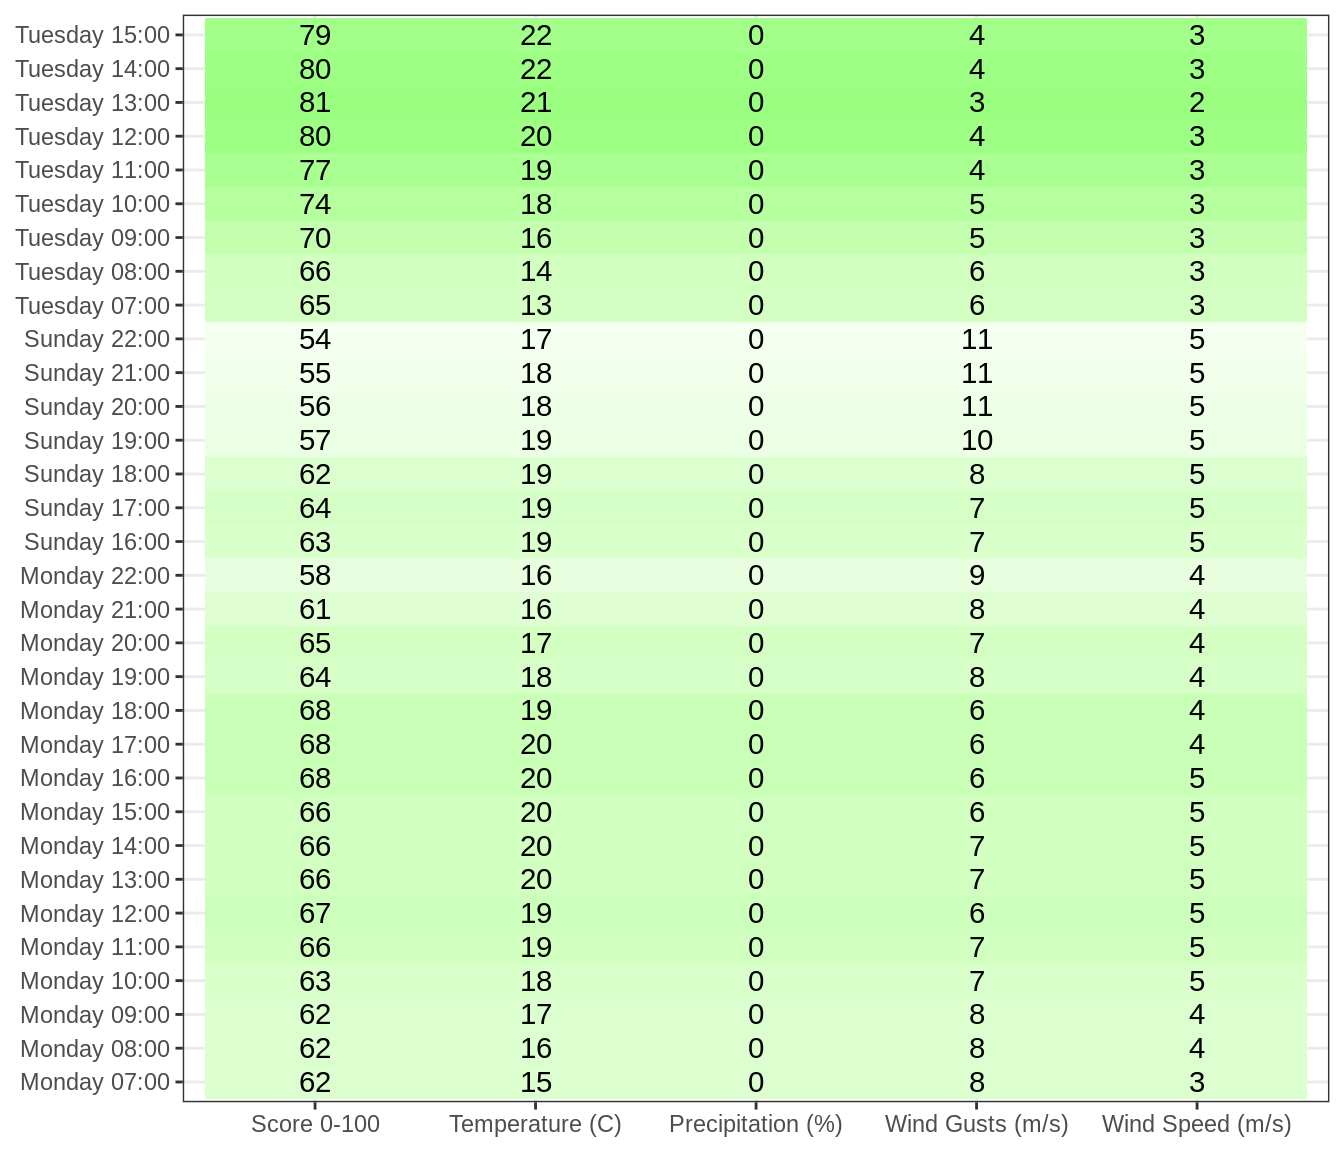 Tuesday 15:00 79 22 0 4 3
Tuesday 14:00 80 22 0 4 3
Tuesday 13:00 81 21 0 3 2
Tuesday 12:00 80 20 0 4 3
Tuesday 11:00 77 19 0 4 3
Tuesday 10:00 74 18 0 5 3
Tuesday 09:00 70 16 0 5 3
Tuesday 08:00 66 14 0 6 3
Tuesday 07:00 65 13 0 6 3
Sunday 22:00 54 17 0 11 5
Sunday 21:00 55 18 0 11 5
Sunday 20:00 56 18 0 11 5
Sunday 19:00 57 19 0 10 5
Sunday 18:00 62 19 0 8 5
Sunday 17:00 64 19 0 7 5
Sunday 16:00 63 19 0 7 5
Monday 22:00 58 16 0 9 4
Monday 21:00 61 16 0 8 4
Monday 20:00 65 17 0 7 4
Monday 19:00 64 18 0 8 4
Monday 18:00 68 19 0 6 4
Monday 17:00 68 20 0 6 4
Monday 16:00 68 20 0 6 5
Monday 15:00 66 20 0 6 5
Monday 14:00 66 20 0 7 5
Monday 13:00 66 20 0 7 5
Monday 12:00 67 19 0 6 5
Monday 11:00 66 19 0 7 5
Monday 10:00 63 18 0 7 5
Monday 09:00 62 17 0 8 4
Monday 08:00 62 16 0 8 4
Monday 07:00 62 15 0 8 3
Score 0-100 Temperature (C) Precipitation (%) Wind Gusts (m/s) Wind Speed (m/s)